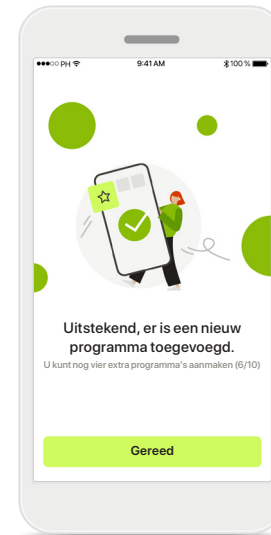 PH 9:41 AM 100 %
Uitstekend, er is een nieuw
programma toegevoegd.
U kunt nog vier extra programma's aanmaken (6/10)
Gereed